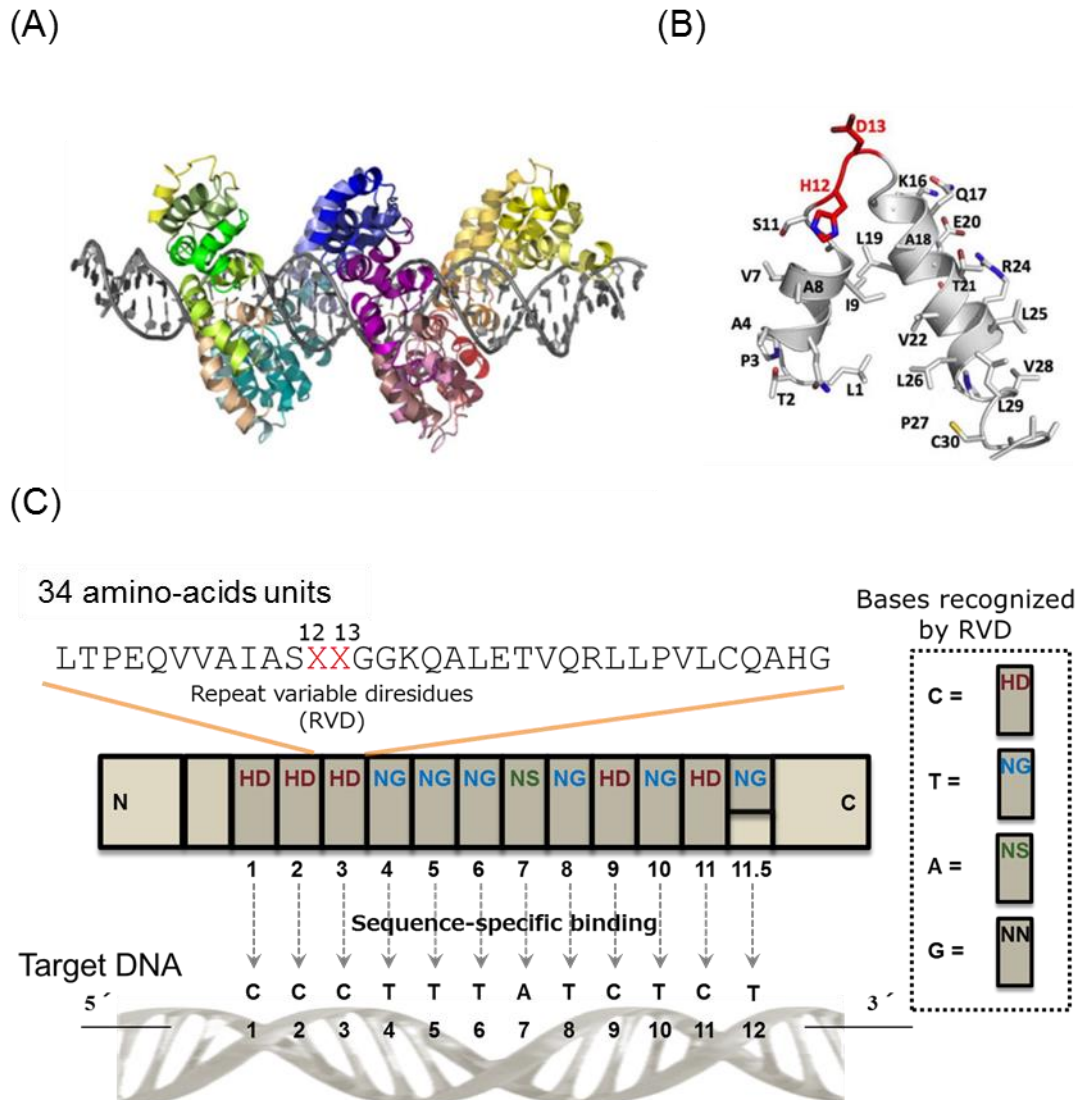 (A)
(B)
D13
H12
K16
Q17
S11
E20
L19
A18
V7
A8
R24
T21
I9
L25
A4
V22
P3
V28
L26
T2
L1
L29
P27
C30
(C)
34 amino-acids units
12 13
LTPEQVVAIASXXGGKQALETVQRLLPVLCQAHG
Repeat variable diresidues
(RVD)
N HD HD HD NG NG NG NS NG HD NG HD NG C
1 2 3 4 5 6 7 8 9 10 11 11.5
Sequence-specific binding
Target DNA
C C C T T T A T C T C T
5´ 3´
1 2 3 4 5 6 7 8 9 10 11 12
Bases recognized
by RVD
C = HD
T = NG
A = NS
G = NN